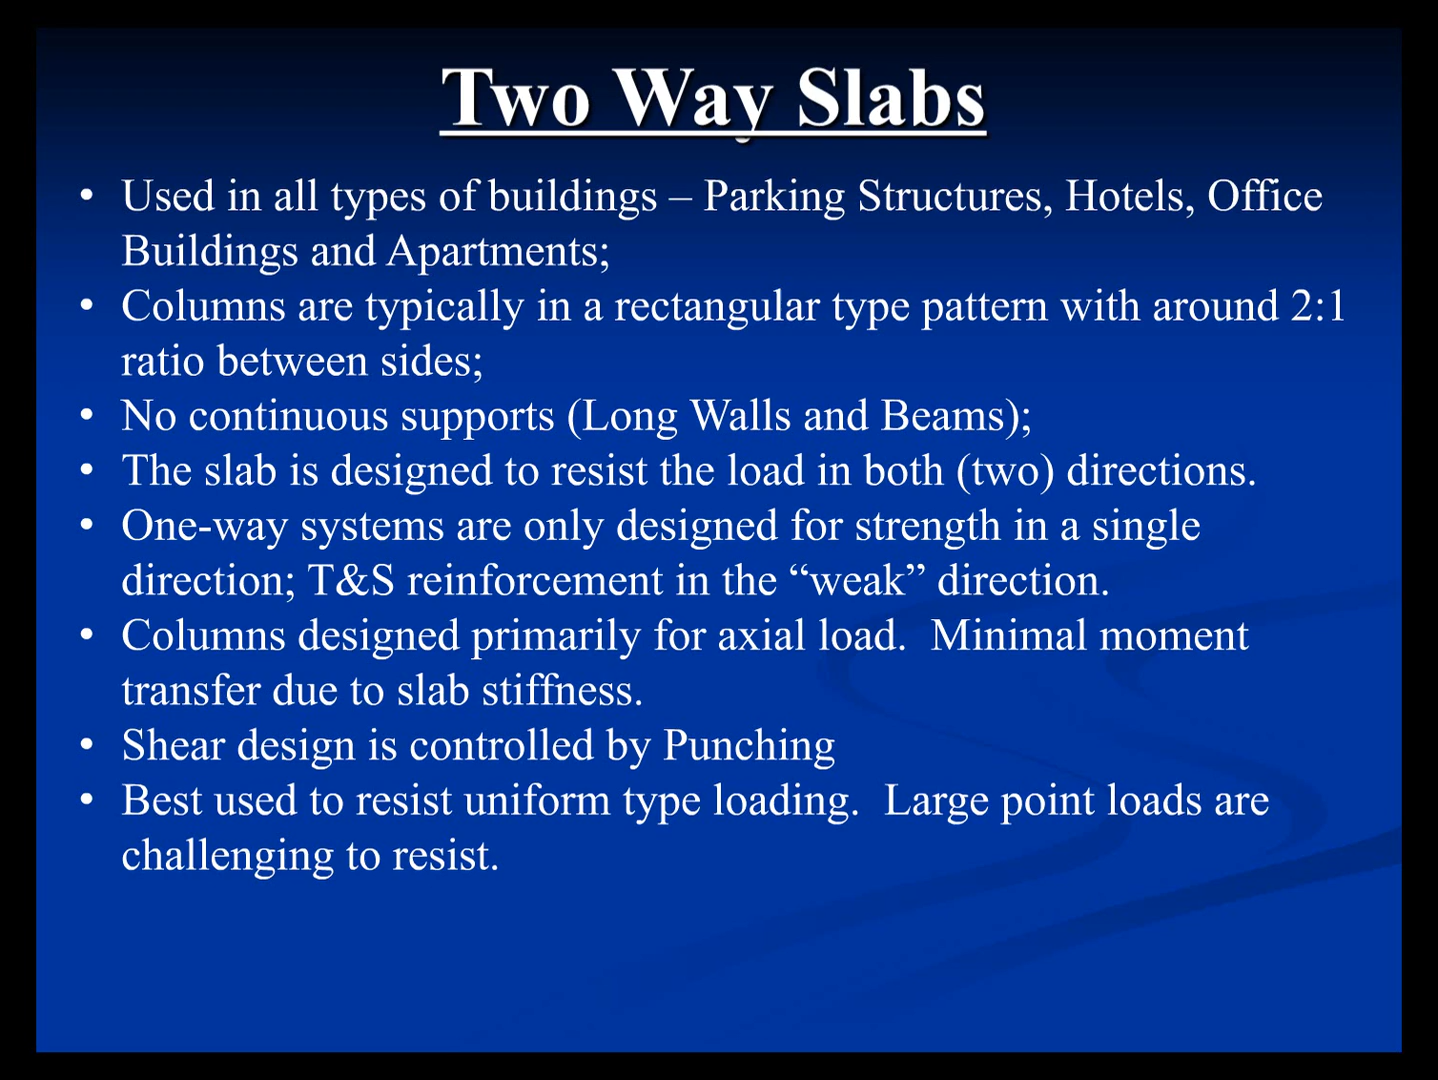 Two Way Slabs
• Used in all types of buildings – Parking Structures, Hotels, Office
Buildings and Apartments;
• Columns are typically in a rectangular type pattern with around 2:1
ratio between sides;
• No continuous supports (Long Walls and Beams);
• The slab is designed to resist the load in both (two) directions.
• One-way systems are only designed for strength in a single
direction; T&S reinforcement in the “weak” direction.
• Columns designed primarily for axial load.  Minimal moment
transfer due to slab stiffness.
• Shear design is controlled by Punching
• Best used to resist uniform type loading.  Large point loads are
challenging to resist.